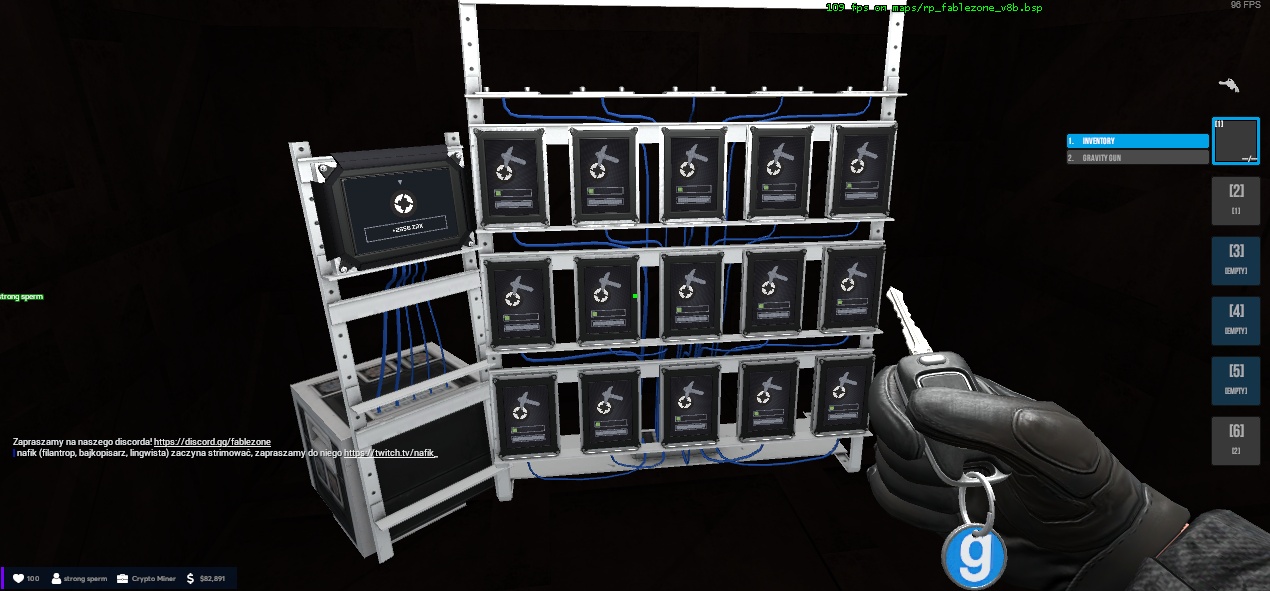 109 fps on maps/rp_fablezone_v8b.bsp
96 FPS
[1]
1. INVENTORY
—/—
2. GRAVITY GUN
[2]
[1]
[3]
[EMPTY]
strong sperm
[4]
[EMPTY]
[5]
[EMPTY]
[6]
[2]
Zapraszamy na naszego discorda! https://discord.gg/fablezone
nafik (filantrop, bajkopisarz, lingwista) zaczyna strimować, zapraszamy do niego https://twitch.tv/nafik_
g
100 strong sperm Crypto Miner $ $82,891